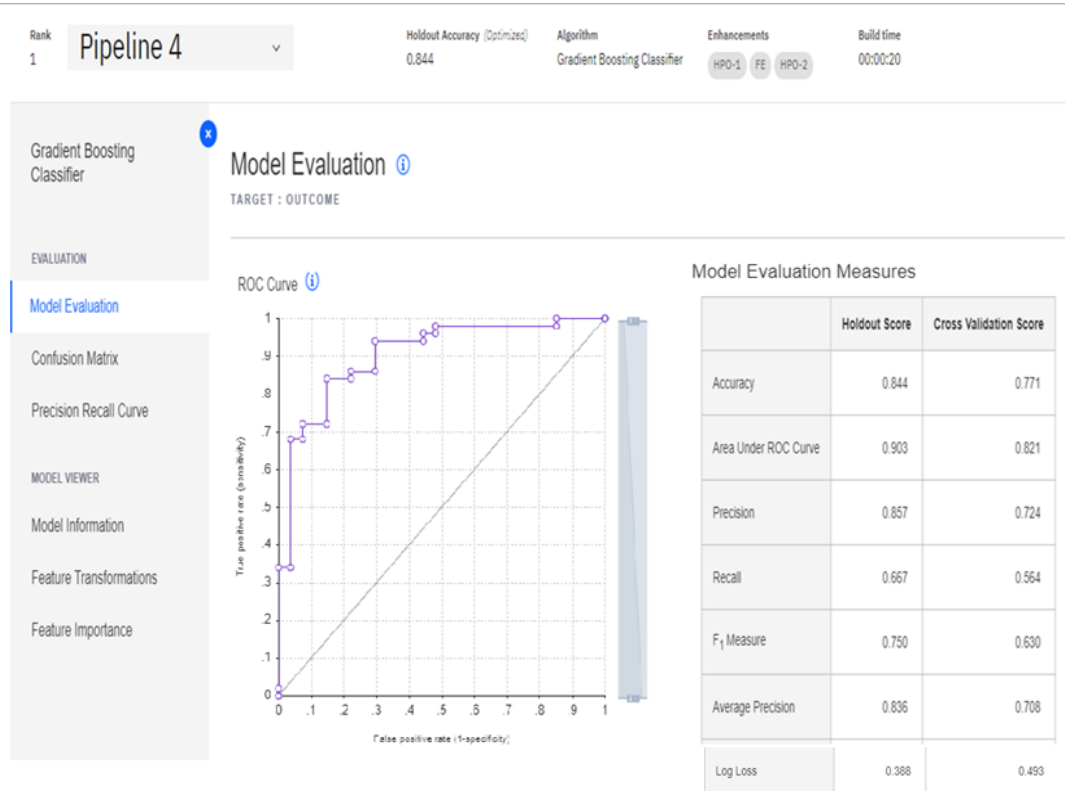 Rank
1
Pipeline 4
Holdout Accuracy (Optimized)
0.844
Algorithm
Gradient Boosting Classifier
Enhancements
HPO-1 FE HPO-2
Build time
00:00:20
x
Gradient Boosting
Classifier
EVALUATION
Model Evaluation
Confusion Matrix
Precision Recall Curve
MODEL VIEWER
Model Information
Feature Transformations
Feature Importance
Model Evaluation i
TARGET : OUTCOME
ROC Curve i
True positive rate (sensitivity)
1
.9
.8
.7
.6
.5
.4
.3
.2
.1
0
0 .1 .2 .3 .4 .5 .6 .7 .8 .9 1
False positive rate (1-specificity)
Model Evaluation Measures
Holdout Score Cross Validation Score
Accuracy 0.844 0.771
Area Under ROC Curve 0.903 0.821
Precision 0.857 0.724
Recall 0.667 0.564
F1 Measure 0.750 0.630
Average Precision 0.836 0.708
Log Loss 0.388 0.493